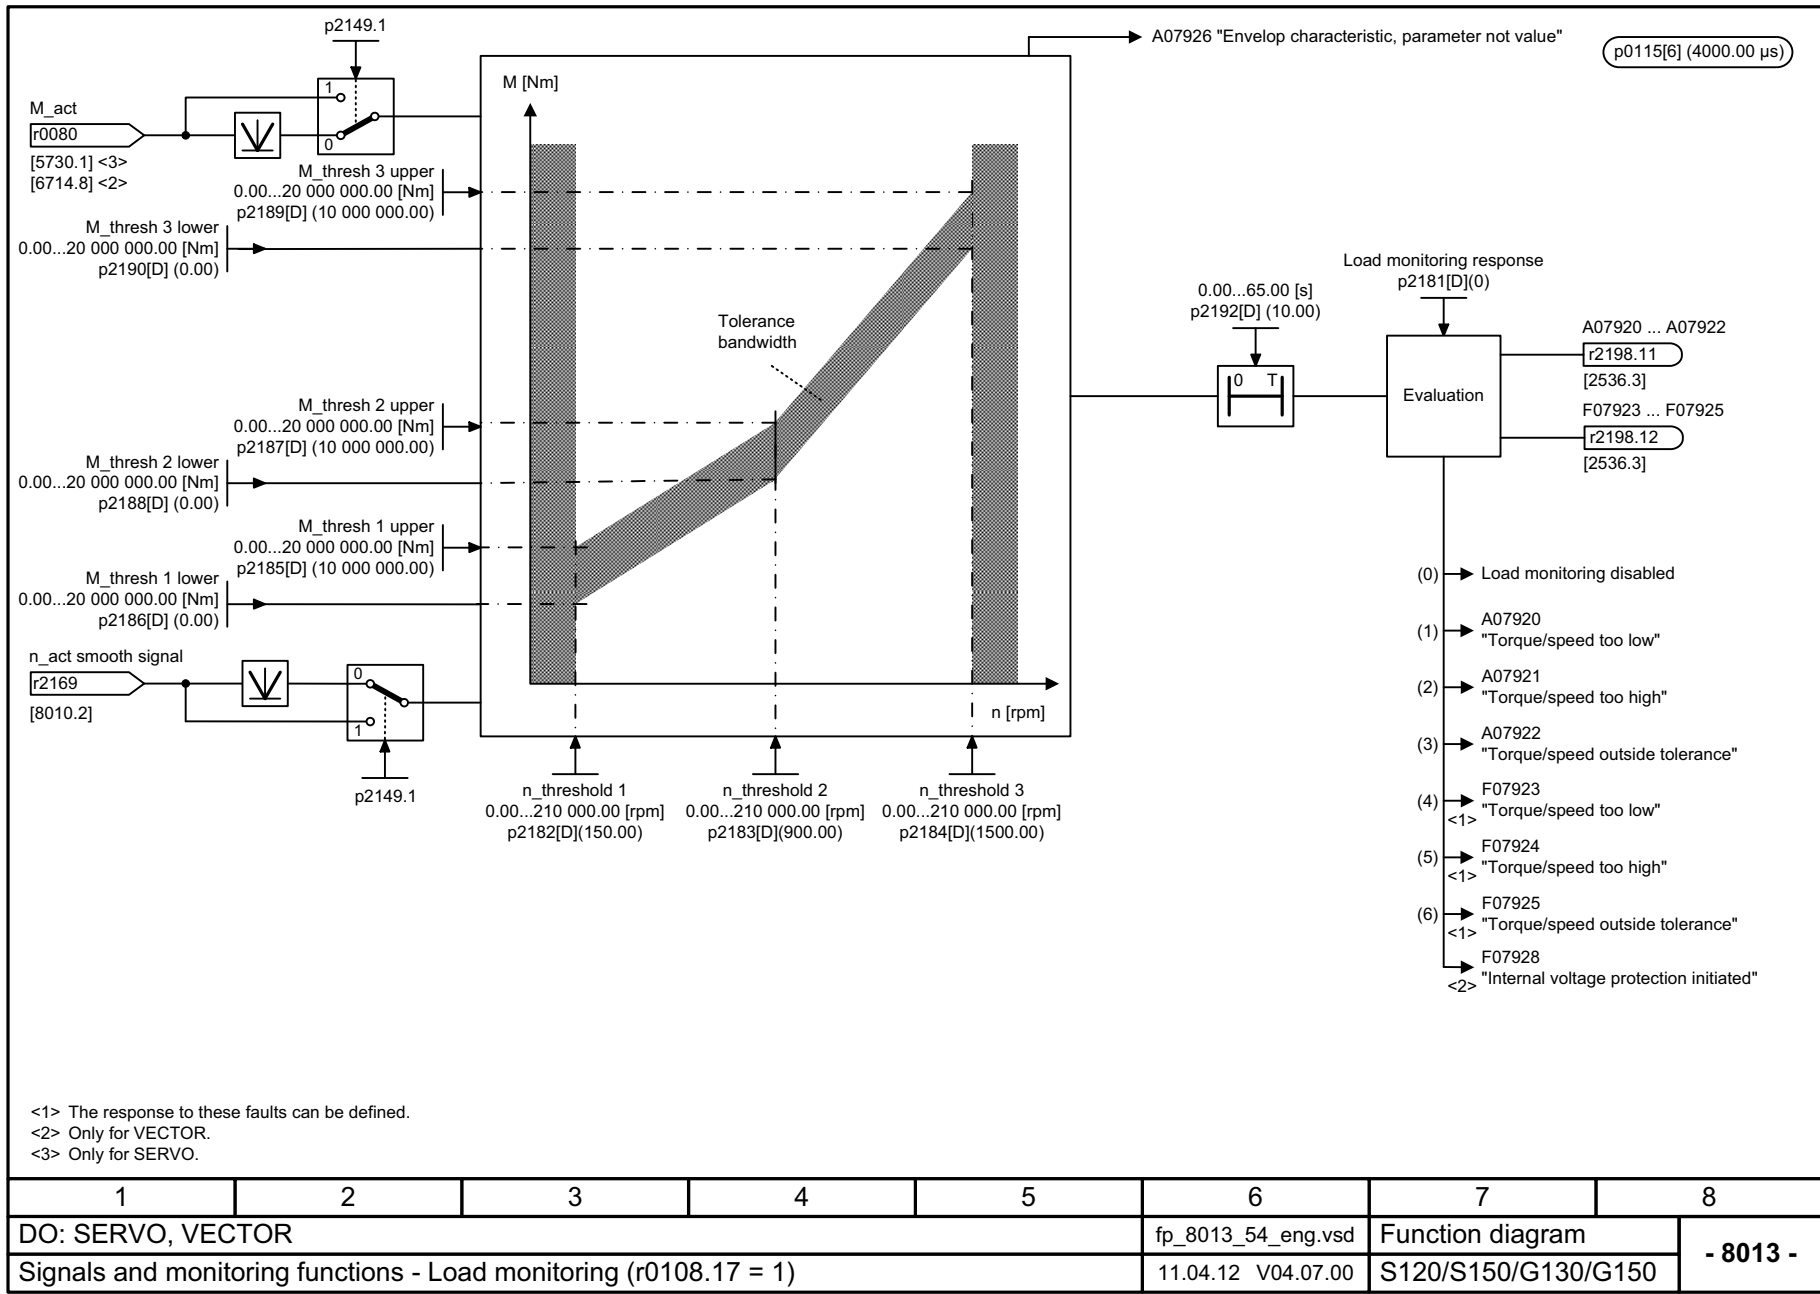 p2149.1
A07926 "Envelop characteristic, parameter not value"
p0115[6] (4000.00 µs)
M [Nm]
1
0
M_act
r0080
[5730.1] <3>
[6714.8] <2>
M_thresh 3 upper
0.00...20 000 000.00 [Nm]
p2189[D] (10 000 000.00)
M_thresh 3 lower
0.00...20 000 000.00 [Nm]
p2190[D] (0.00)
Tolerance
bandwidth
M_thresh 2 upper
0.00...20 000 000.00 [Nm]
p2187[D] (10 000 000.00)
M_thresh 2 lower
0.00...20 000 000.00 [Nm]
p2188[D] (0.00)
M_thresh 1 upper
0.00...20 000 000.00 [Nm]
p2185[D] (10 000 000.00)
M_thresh 1 lower
0.00...20 000 000.00 [Nm]
p2186[D] (0.00)
n_act smooth signal
r2169
[8010.2]
0
1
p2149.1
n [rpm]
n_threshold 1
0.00...210 000.00 [rpm]
p2182[D](150.00)
n_threshold 2
0.00...210 000.00 [rpm]
p2183[D](900.00)
n_threshold 3
0.00...210 000.00 [rpm]
p2184[D](1500.00)
0.00...65.00 [s]
p2192[D] (10.00)
0 T
Load monitoring response
p2181[D](0)
Evaluation
A07920 ... A07922
r2198.11
[2536.3]
F07923 ... F07925
r2198.12
[2536.3]
(0) Load monitoring disabled
(1) A07920
"Torque/speed too low"
(2) A07921
"Torque/speed too high"
(3) A07922
"Torque/speed outside tolerance"
(4) F07923
<1> "Torque/speed too low"
(5) F07924
<1> "Torque/speed too high"
(6) F07925
<1> "Torque/speed outside tolerance"
F07928
<2> "Internal voltage protection initiated"
<1> The response to these faults can be defined.
<2> Only for VECTOR.
<3> Only for SERVO.
1 2 3 4 5 6 7 8
DO: SERVO, VECTOR
fp_8013_54_eng.vsd
Function diagram
- 8013 -
Signals and monitoring functions - Load monitoring (r0108.17 = 1)
11.04.12 V04.07.00
S120/S150/G130/G150